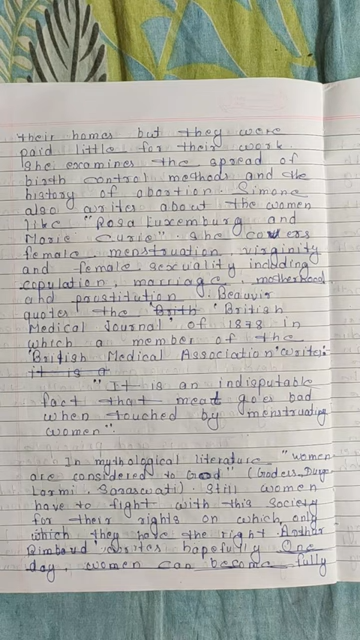 their homes but they were
paid little for their work
She examines the spread of
birth control methods and the
history of abortion. Simone
also writes about the women
like "Rosa Luxemburg and
Marie Curie". She covers
female menstruation, virginity
and female sexuality including
copulation, marriage, motherhood
and prostitution. Beauvir
quotes the British
Medical Journal' of 1878 in
which a member of the
'British Medical Association' writes:
it is a
"It is an indisputable
fact that meat goes bad
when touched by menstruating
women".
In mythological literature "women
are considered to God" (Godess
Saraswati). Still women
have to fight with this Society
for their rights on which only
which they have the right.
writes hopefully One
day, women can become fully